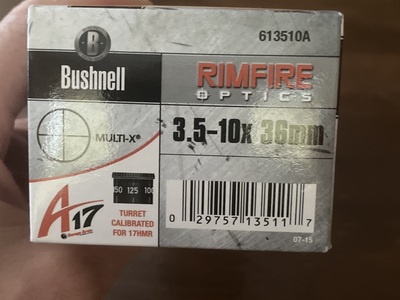 613510A
B
Bushnell
RIMFIRE
OPTICS
MULTI-X®
3.5-10x 36mm
A17
150 125 100
TURRET
CALIBRATED
FOR 17HMR
0 29757 13511 7
07-15